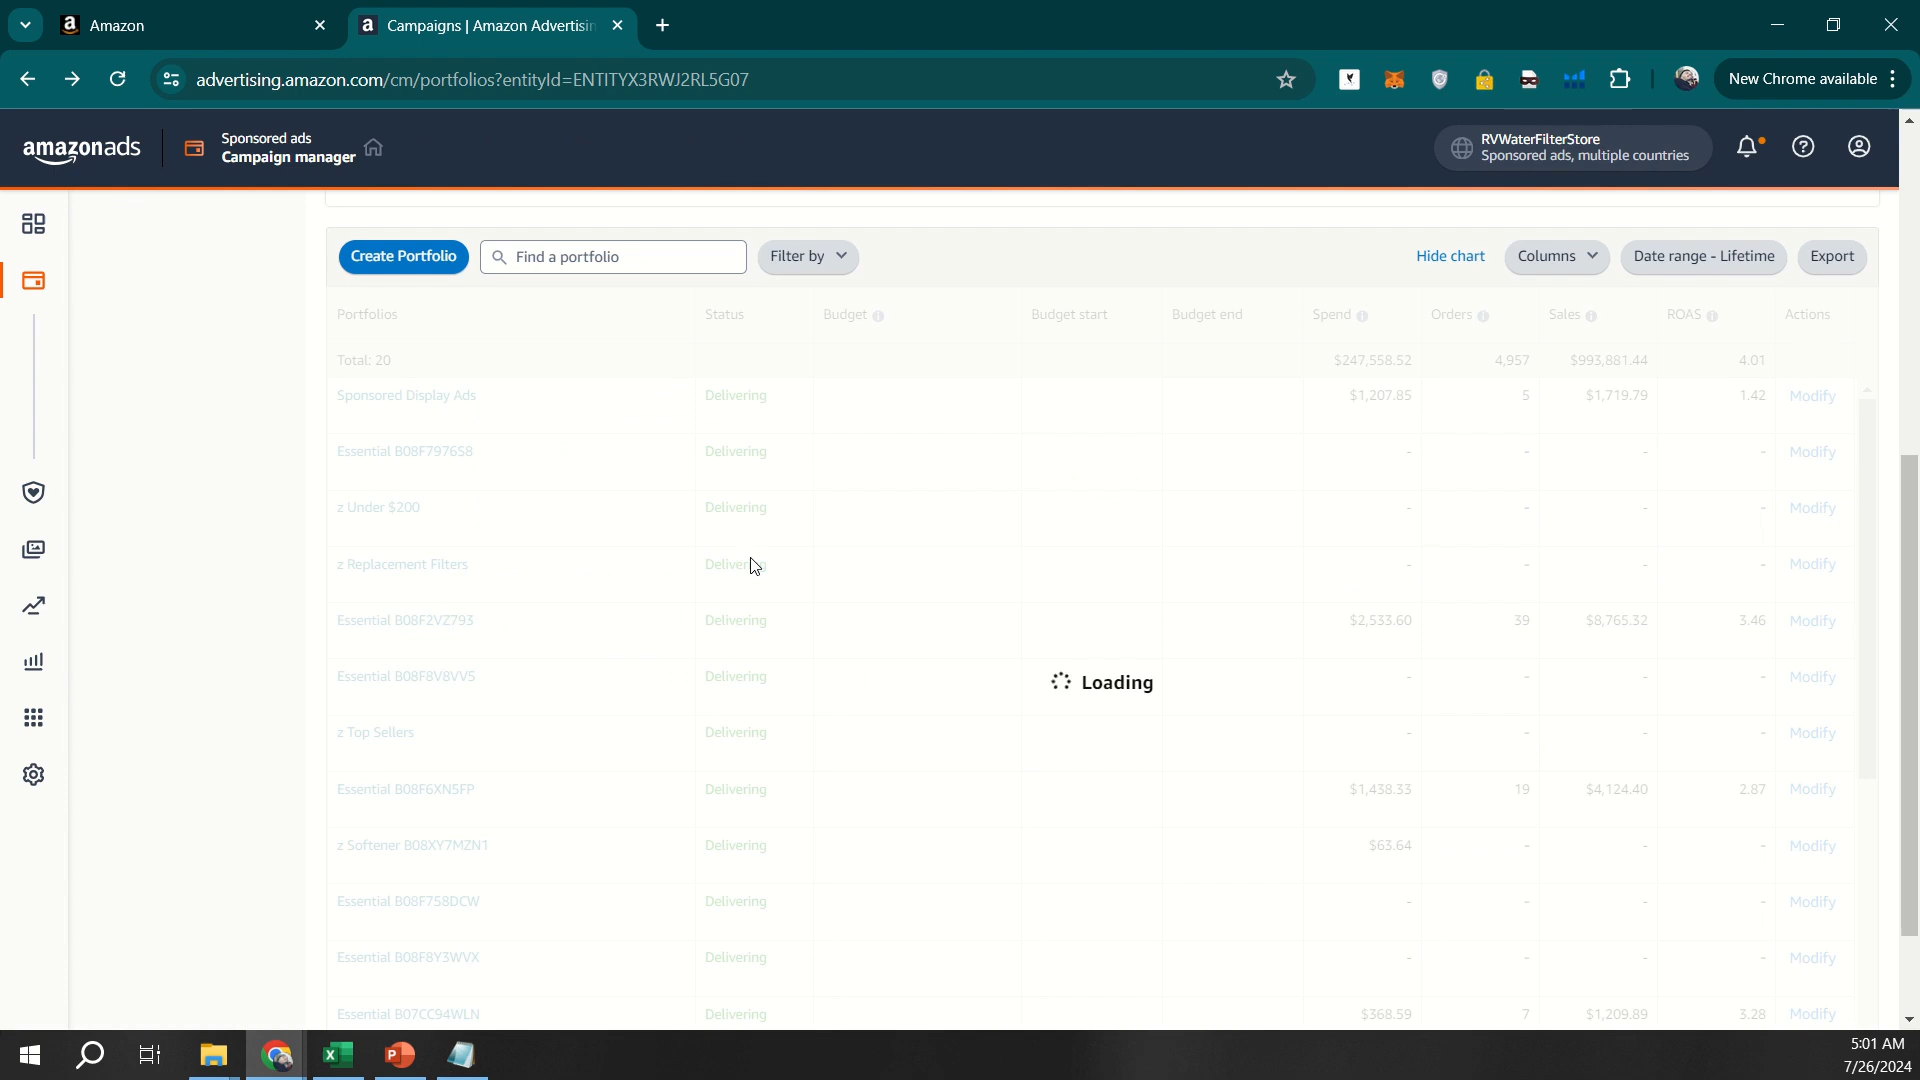 Amazon
Campaigns | Amazon Advertisin
advertising.amazon.com/cm/portfolios?entityId=ENTITYX3RWJ2RL5G07
New Chrome available
amazonads
Sponsored ads
Campaign manager
RVWaterFilterStore
Sponsored ads, multiple countries
Create Portfolio
Find a portfolio
Filter by
Hide chart
Columns
Date range - Lifetime
Export
Portfolios Status Budget Budget start Budget end Spend Orders Sales ROAS Actions
Total: 20 $247,558.52 4,957 $993,881.44 4.01
Sponsored Display Ads Delivering $1,207.85 5 $1,719.79 1.42 Modify
Essential B08F797658 Delivering - - - - Modify
z Under $200 Delivering - - - - Modify
z Replacement Filters Delivering - - - - Modify
Essential B08F2VZ793 Delivering $2,533.60 39 $8,765.32 3.46 Modify
Essential B08F8V8VV5 Delivering - - - - Modify
Loading
z Top Sellers Delivering - - - - Modify
Essential B08F6XN5FP Delivering $1,438.33 19 $4,124.40 2.87 Modify
z Softener B08XY7MZN1 Delivering $63.64 - - - Modify
Essential B08F758DCW Delivering - - - - Modify
Essential B08F8Y3WVX Delivering - - - - Modify
Essential B07CC94WLN Delivering $368.59 7 $1,209.89 3.28 Modify
5:01 AM
7/26/2024